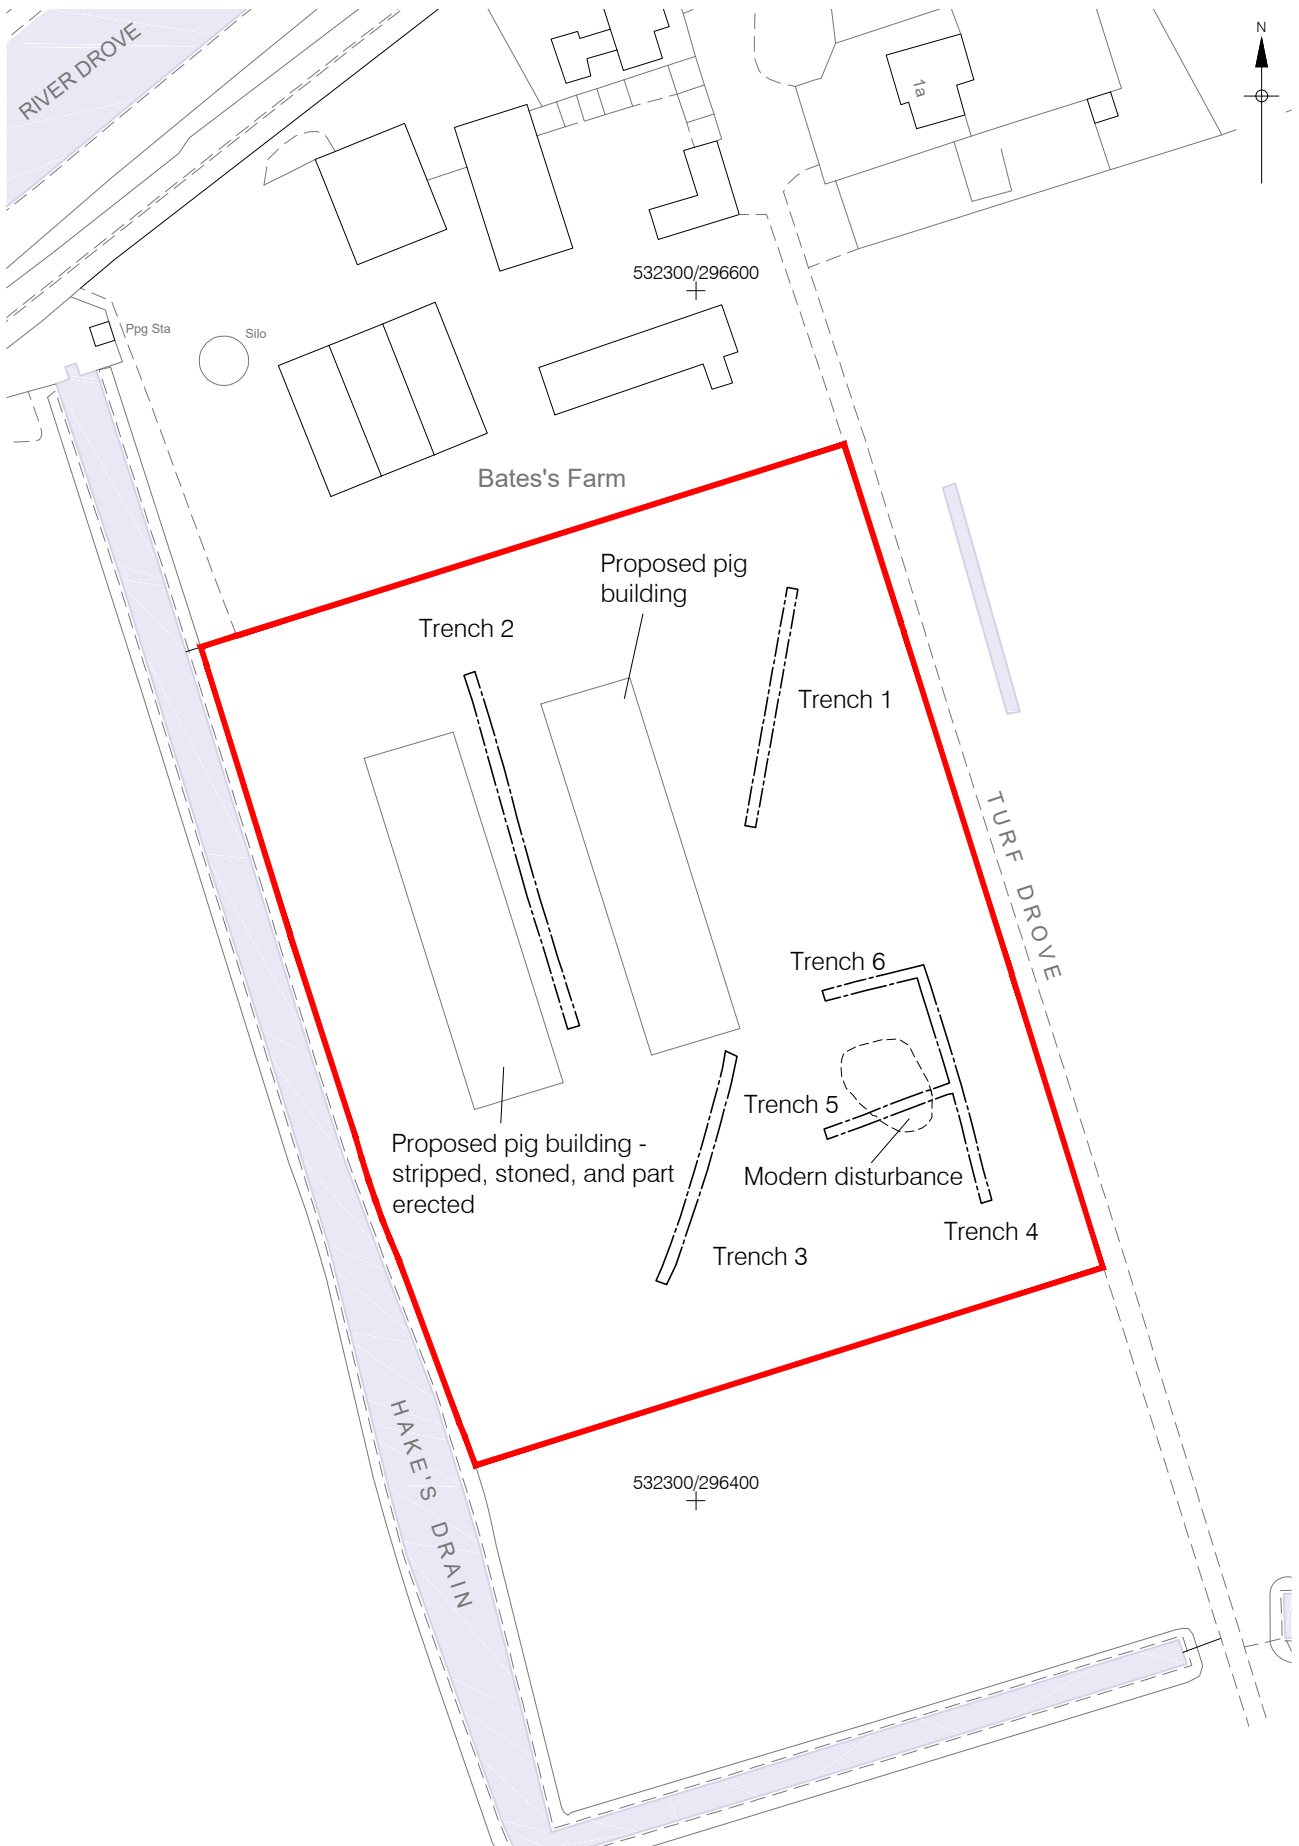 RIVER DROVE
N
1a
532300/296600
Ppg Sta
Silo
Bates's Farm
Proposed pig
building
Trench 2
Trench 1
TURF DROVE
Trench 6
Trench 5
Proposed pig building -
stripped, stoned, and part
erected
Modern disturbance
Trench 4
Trench 3
HAKE'S DRAIN
532300/296400